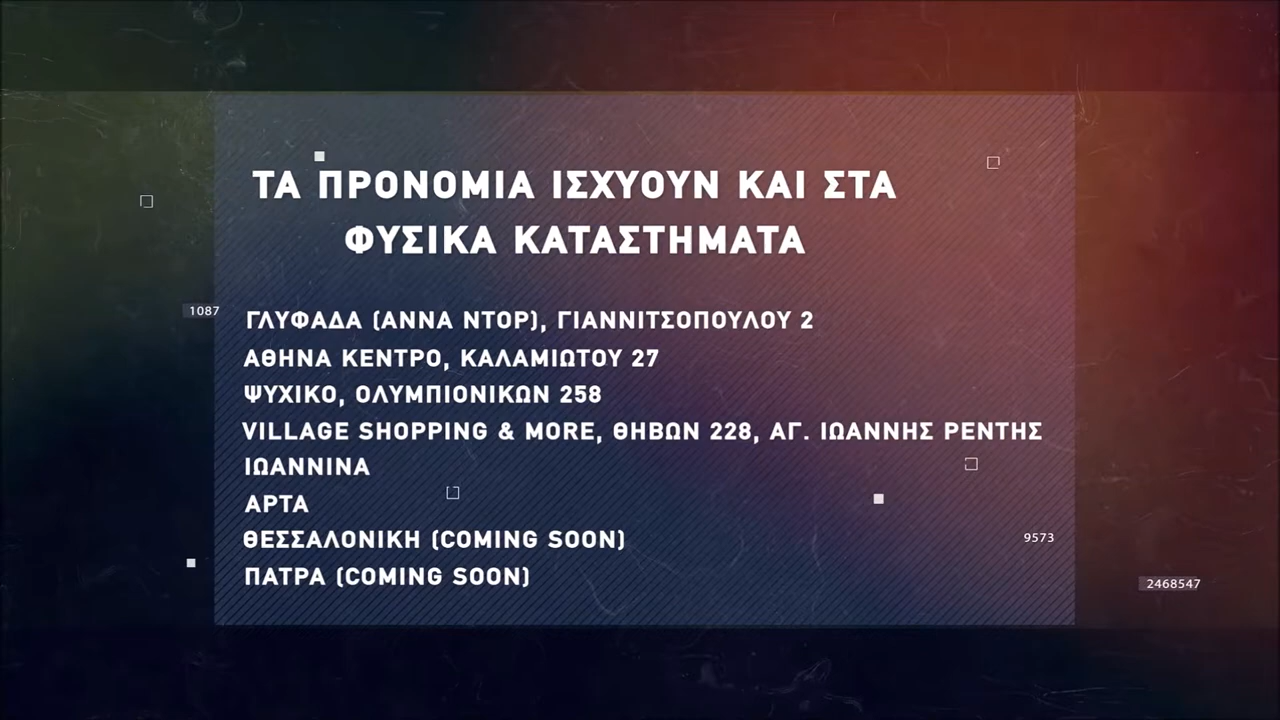 ΤΑ ΠΡΟΝΟΜΙΑ ΙΣΧΥΟΥΝ ΚΑΙ ΣΤΑ
ΦΥΣΙΚΑ ΚΑΤΑΣΤΗΜΑΤΑ
1087
ΓΛΥΦΑΔΑ (ΑΝΝΑ ΝΤΟΡ), ΓΙΑΝΝΙΤΣΟΠΟΥΛΟΥ 2
ΑΘΗΝΑ ΚΕΝΤΡΟ, ΚΑΛΑΜΙΩΤΟΥ 27
ΨΥΧΙΚΟ, ΟΛΥΜΠΙΟΝΙΚΩΝ 258
VILLAGE SHOPPING & MORE, ΘΗΒΩΝ 228, ΑΓ. ΙΩΑΝΝΗΣ ΡΕΝΤΗΣ
ΙΩΑΝΝΙΝΑ
ΑΡΤΑ
ΘΕΣΣΑΛΟΝΙΚΗ (COMING SOON)
9573
ΠΑΤΡΑ (COMING SOON)
2468547